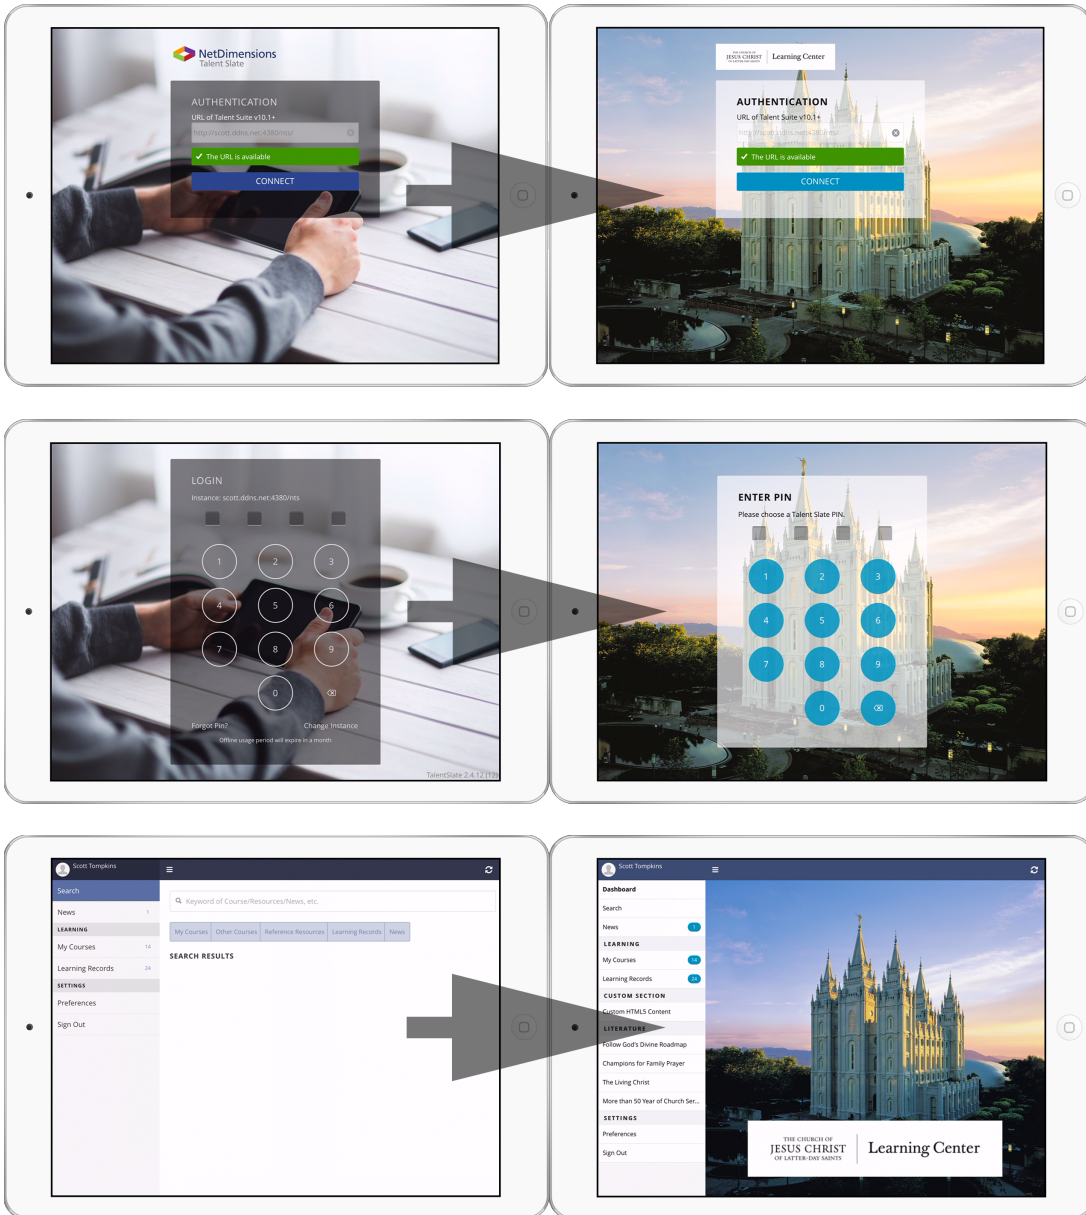 NetDimensions
Talent Slate
AUTHENTICATION
URL of Talent Suite v10.1+
http://scott.ddns.net:4380/nts/
The URL is available
CONNECT
THE CHURCH OF
JESUS CHRIST
OF LATTER-DAY SAINTS
Learning Center
AUTHENTICATION
URL of Talent Suite v10.1+
http://scott.ddns.net:4380/nts/
The URL is available
CONNECT
LOGIN
Instance: scott.ddns.net:4380/nts
1 2 3
4 5 6
7 8 9
0
Forgot Pin? Change Instance
Offline usage period will expire in a month
TalentSlate 2.4.12 (12)
ENTER PIN
Please choose a Talent Slate PIN.
1 2 3
4 5 6
7 8 9
0
Scott Tompkins
Search
News 1
LEARNING
My Courses 14
Learning Records 24
SETTINGS
Preferences
Sign Out
Keyword of Course/Resources/News, etc.
My Courses Other Courses Reference Resources Learning Records News
SEARCH RESULTS
Scott Tompkins
Dashboard
Search
News 1
LEARNING
My Courses 14
Learning Records 24
CUSTOM SECTION
Custom HTML5 Content
LITERATURE
Follow God's Divine Roadmap
Champions for Family Prayer
The Living Christ
More than 50 Year of Church Ser...
SETTINGS
Preferences
Sign Out
THE CHURCH OF
JESUS CHRIST
OF LATTER-DAY SAINTS
Learning Center